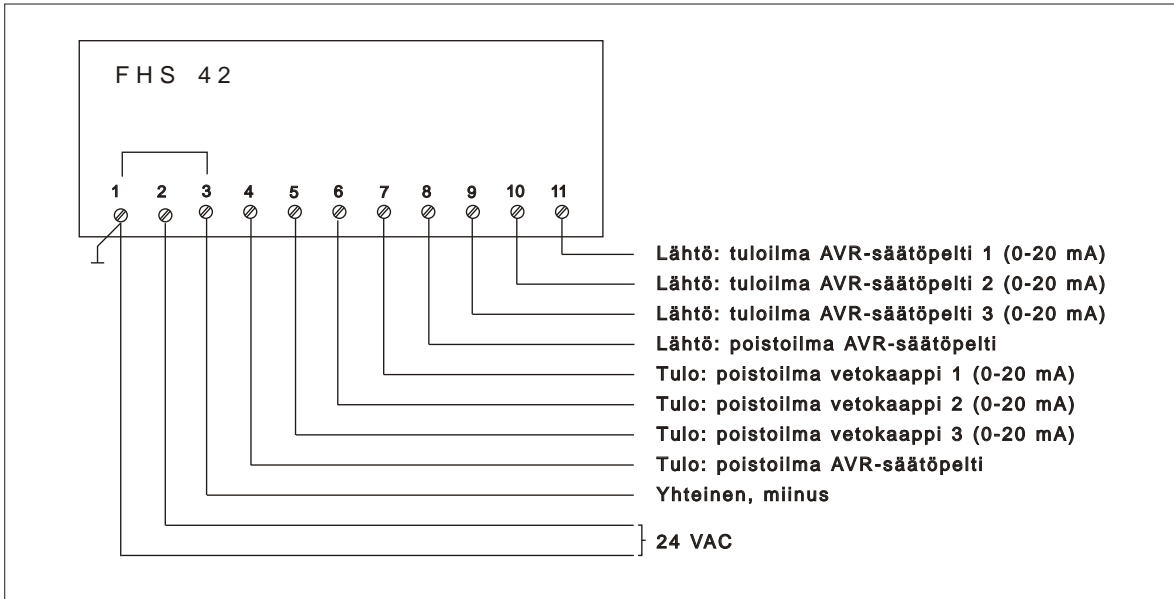 FHS 42
1 2 3 4 5 6 7 8 9 10 11
Lähtö: tuloilma AVR-säätöpelti 1 (0-20 mA)
Lähtö: tuloilma AVR-säätöpelti 2 (0-20 mA)
Lähtö: tuloilma AVR-säätöpelti 3 (0-20 mA)
Lähtö: poistoilma AVR-säätöpelti
Tulo: poistoilma vetokaappi 1 (0-20 mA)
Tulo: poistoilma vetokaappi 2 (0-20 mA)
Tulo: poistoilma vetokaappi 3 (0-20 mA)
Tulo: poistoilma AVR-säätöpelti
Yhteinen, miinus
24 VAC